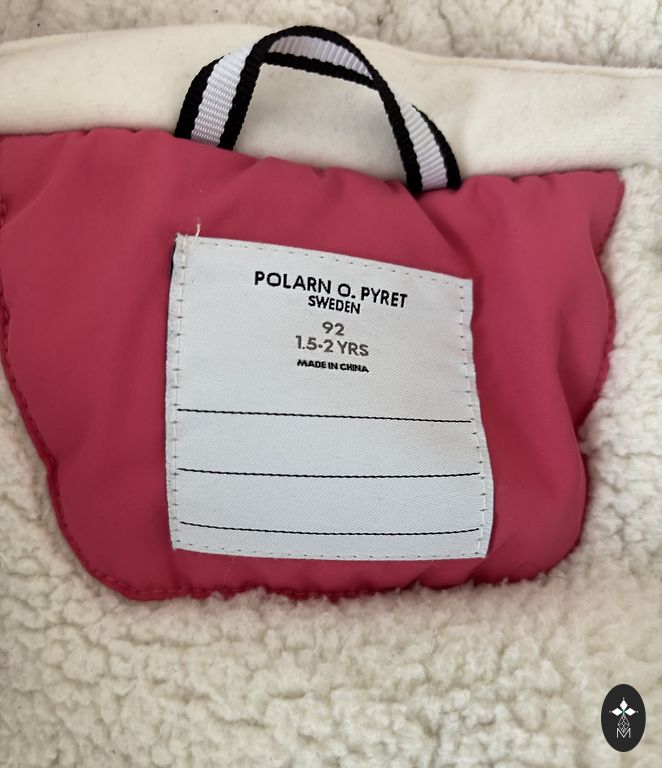 POLARN O. PYRET
SWEDEN
92
1.5-2 YRS
MADE IN CHINA
M